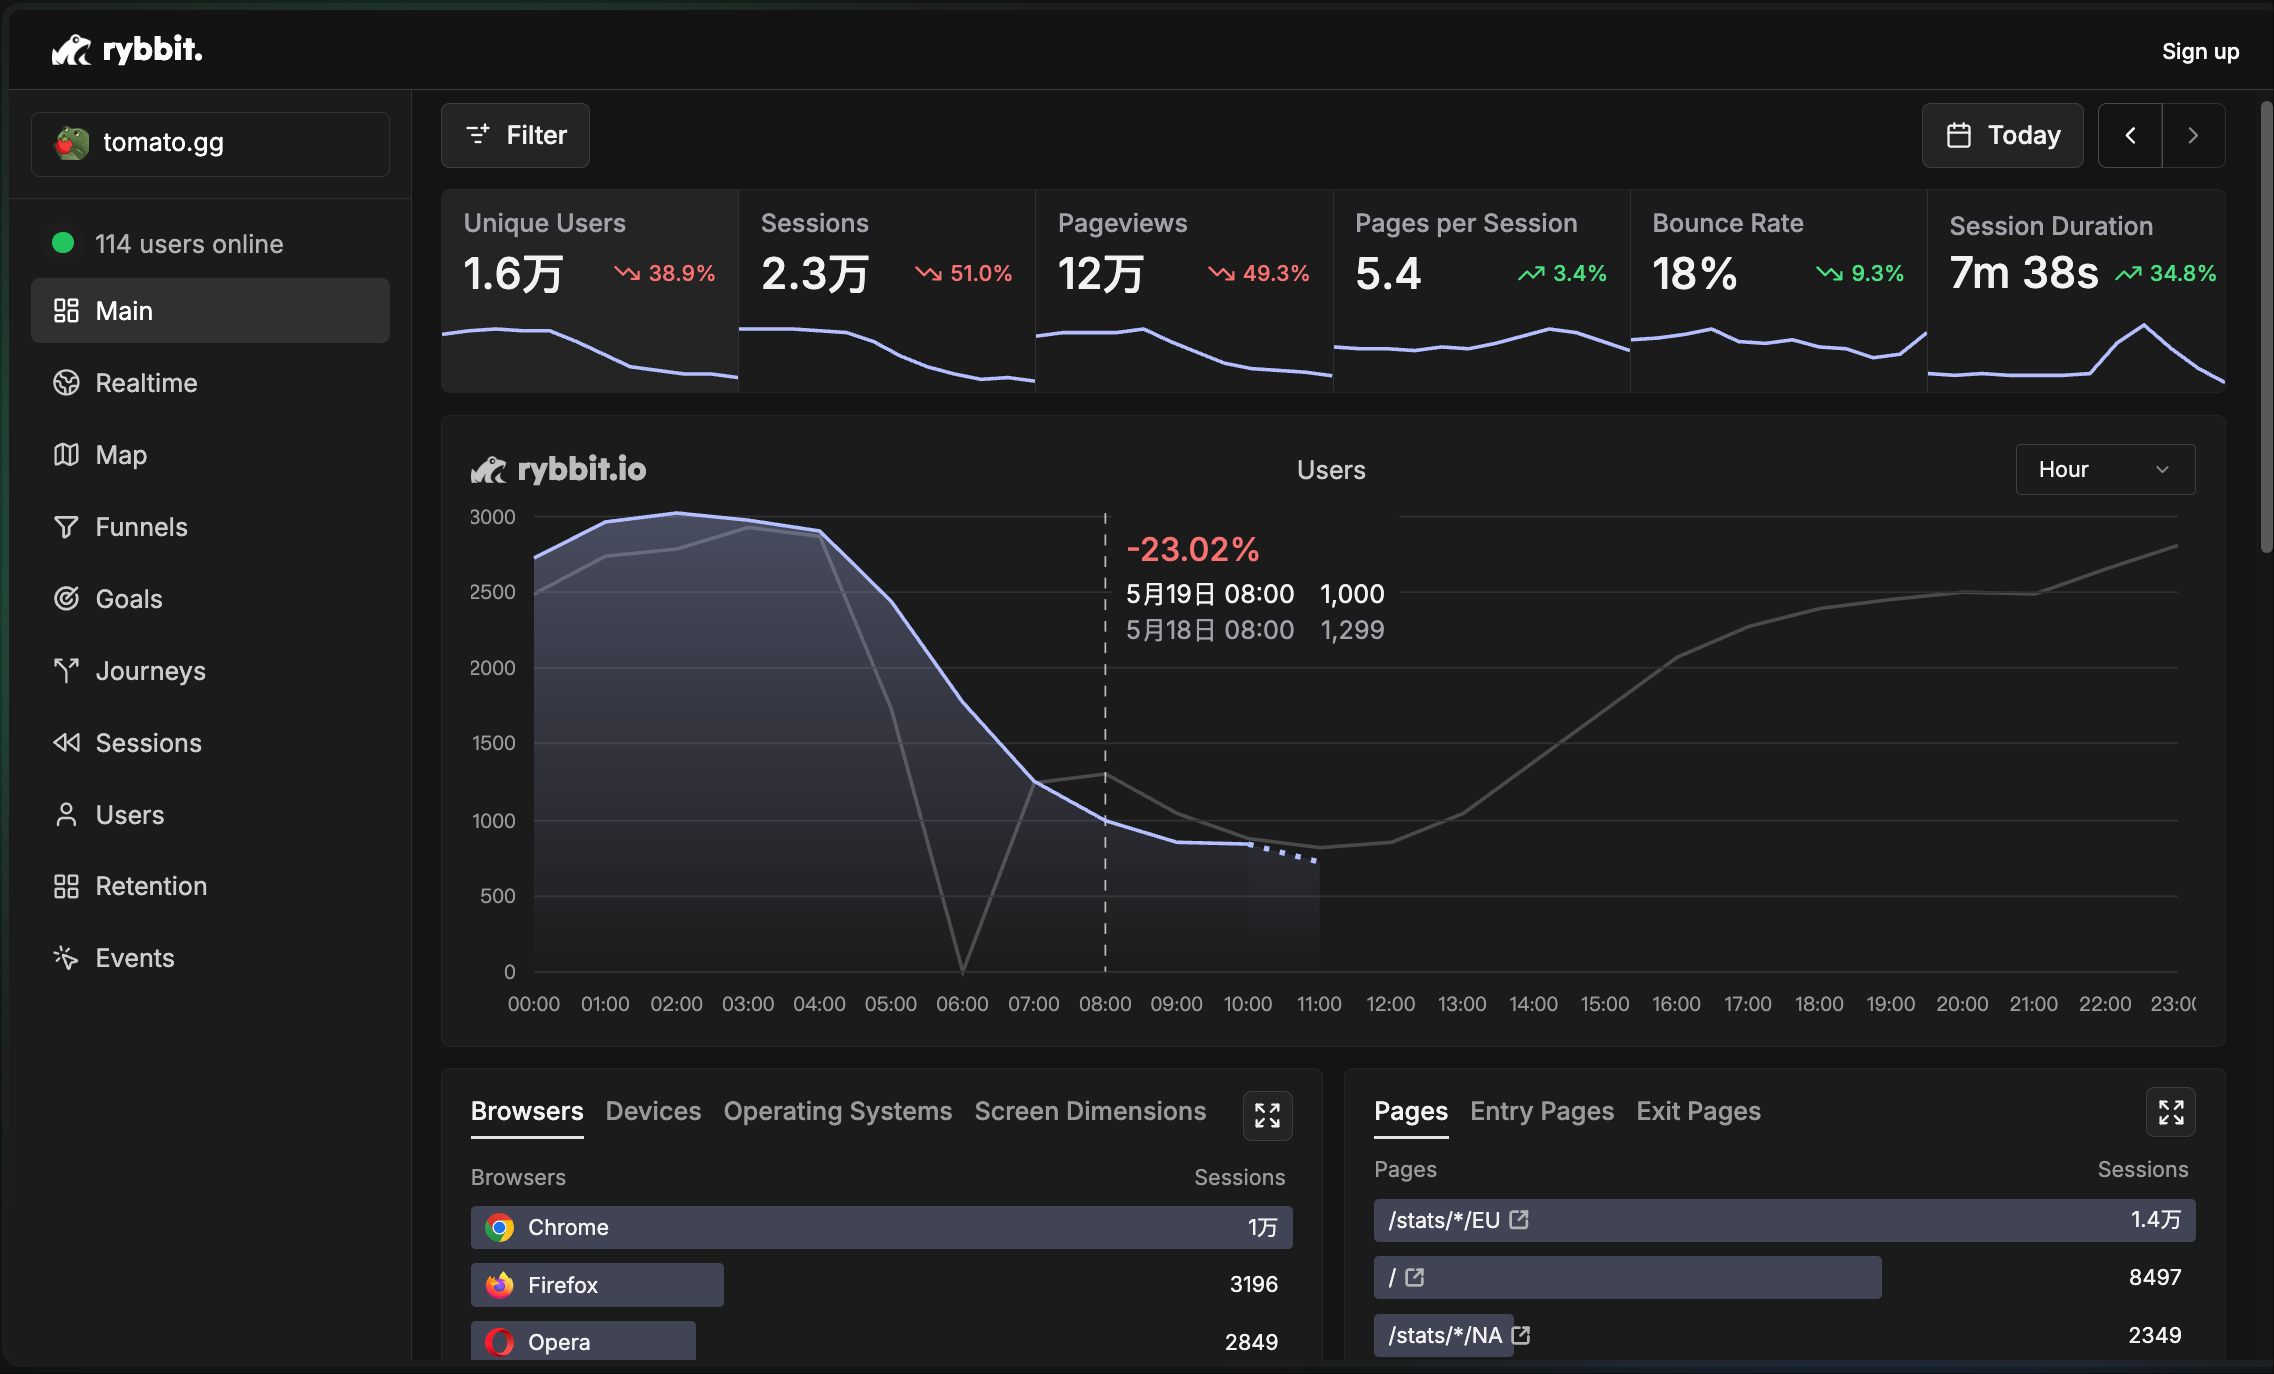 rybbit.
Sign up
tomato.gg
114 users online
Main
Realtime
Map
Funnels
Goals
Journeys
Sessions
Users
Retention
Events
Filter
Today
Unique Users
1.6万 38.9%
Sessions
2.3万 51.0%
Pageviews
12万 49.3%
Pages per Session
5.4 3.4%
Bounce Rate
18% 9.3%
Session Duration
7m 38s 34.8%
rybbit.io
Users
Hour
3000
2500
2000
1500
1000
500
0
-23.02%
5月19日 08:00 1,000
5月18日 08:00 1,299
00:00 01:00 02:00 03:00 04:00 05:00 06:00 07:00 08:00 09:00 10:00 11:00 12:00 13:00 14:00 15:00 16:00 17:00 18:00 19:00 20:00 21:00 22:00 23:00
Browsers Devices Operating Systems Screen Dimensions
Browsers Sessions
Chrome 1万
Firefox 3196
Opera 2849
Pages Entry Pages Exit Pages
Pages Sessions
/stats/*/EU 1.4万
/ 8497
/stats/*/NA 2349